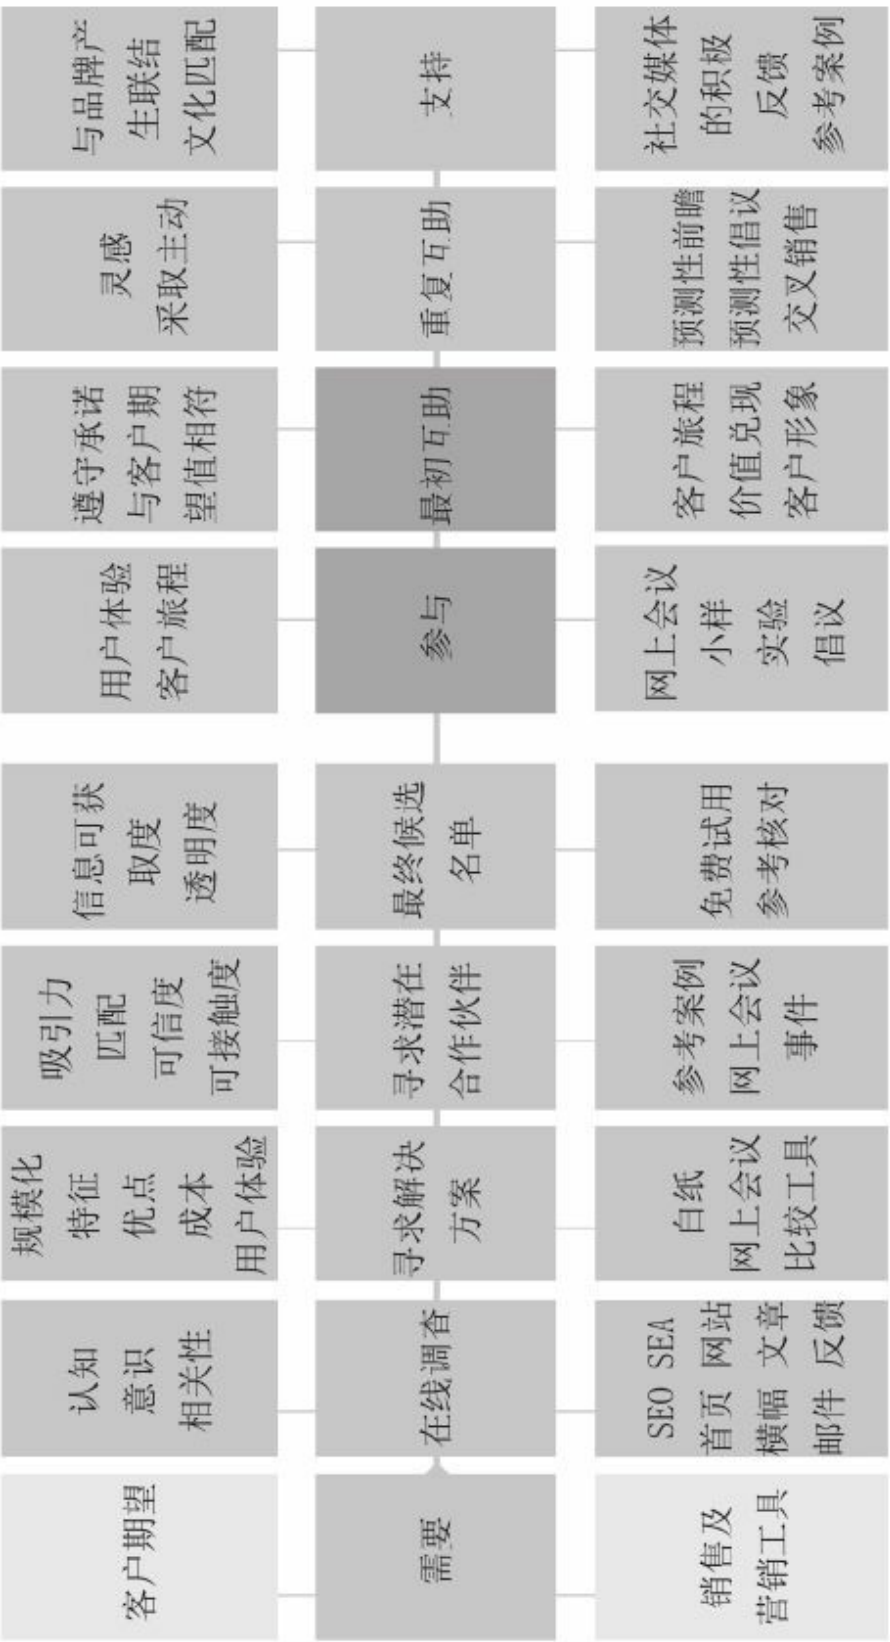 客户期望
认知
意识
相关性
规模化
特征
优点
成本
用户体验
吸引力
匹配
可信度
可接触度
信息可获
取度
透明度
用户体验
客户旅程
遵守承诺
与客户期
望值相符
灵感
采取主动
与品牌产
生联结
文化匹配
需要
在线调查
寻求解决
方案
寻求潜在
合作伙伴
最终候选
名单
参与
最初互助
重复互助
支持
销售及
营销工具
SEO SEA
首页 网站
横幅 文章
邮件 反馈
白纸
网上会议
比较工具
参考案例
网上会议
事件
免费试用
参考核对
网上会议
小样
实验
倡议
客户旅程
价值兑现
客户形象
预测性前瞻
预测性倡议
交叉销售
社交媒体
的积极
反馈
参考案例